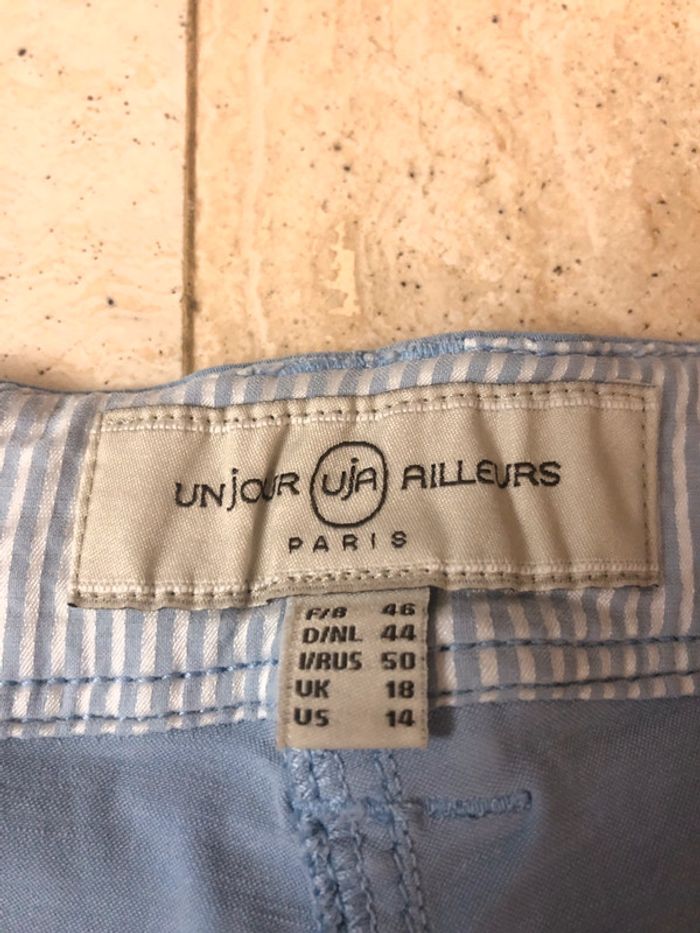 UN jOUR UjA AILLEURS
PARIS
F/B 46
D/NL 44
I/RUS 50
UK 18
US 14